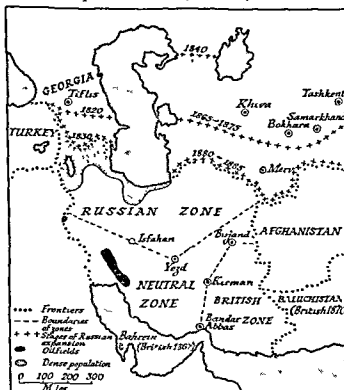 1840
GEORGIA
Tiflis
Khiva
Tashkent
Samarkhand
Bokhara
1820
1865-1875
TURKEY
1830
1880
1885
Merv
RUSSIAN ZONE
AFGHANISTAN
Isfahan
Birjand
Yezd
NEUTRAL
ZONE
Kerman
BRITISH
ZONE
BALUCHISTAN
Bandar
Abbas
Bahrein
Frontiers
Boundaries
of zones
Stages of Russian
expansion
Oilfields
Dense population
0 100 200 300
Miles